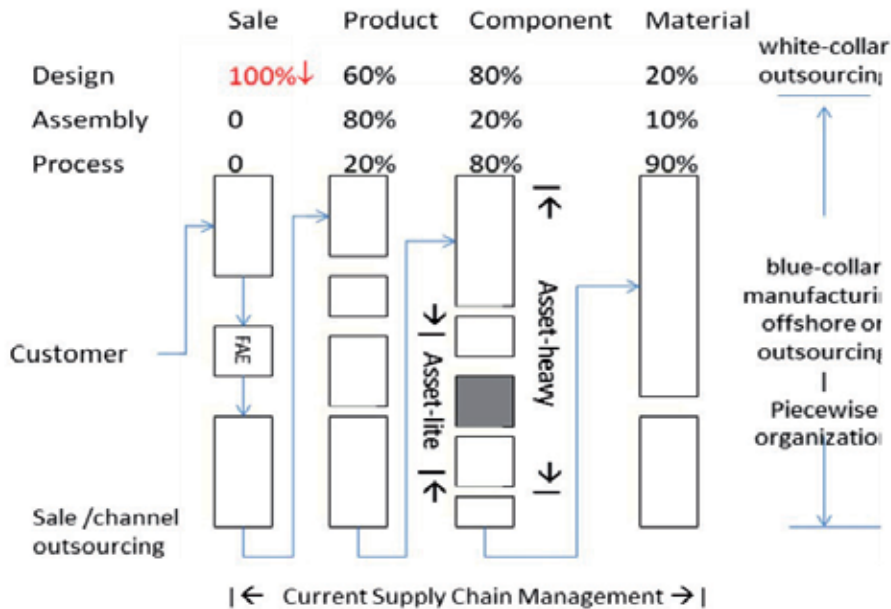 Sale Product Component Material
Design 100%↓ 60% 80% 20%
Assembly 0 80% 20% 10%
Process 0 20% 80% 90%
white-collar
outsourcing
Customer
FAE
Asset-lite
Asset-heavy
blue-collar
manufacturi
offshore or
outsourcing
|
Piecewise
organization
Sale /channel
outsourcing
|← Current Supply Chain Management →|